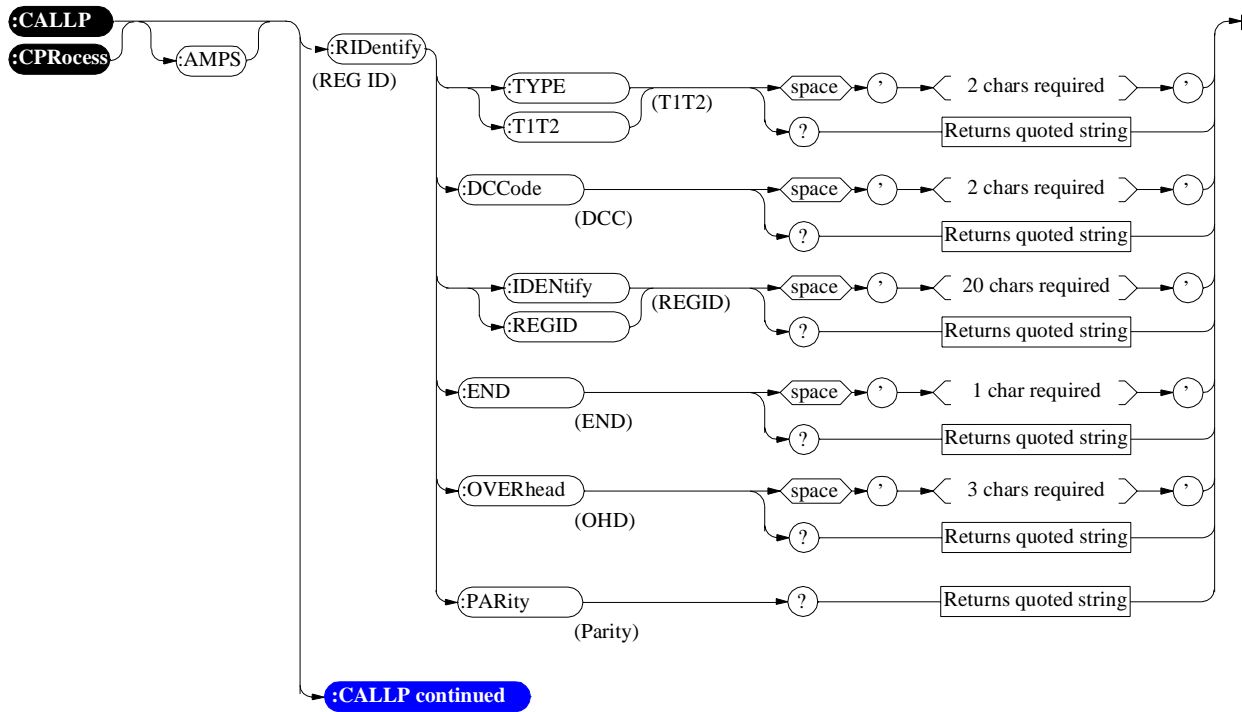 :CALLP
:CPRocess
:AMPS
:RIDentify
(REG ID)
:TYPE
:T1T2
(T1T2)
space ’ 2 chars required ’
? Returns quoted string
:DCCode
(DCC)
space ’ 2 chars required ’
? Returns quoted string
:IDENtify
:REGID
(REGID)
space ’ 20 chars required ’
? Returns quoted string
:END
(END)
space ’ 1 char required ’
? Returns quoted string
:OVERhead
(OHD)
space ’ 3 chars required ’
? Returns quoted string
:PARity
(Parity)
? Returns quoted string
:CALLP continued